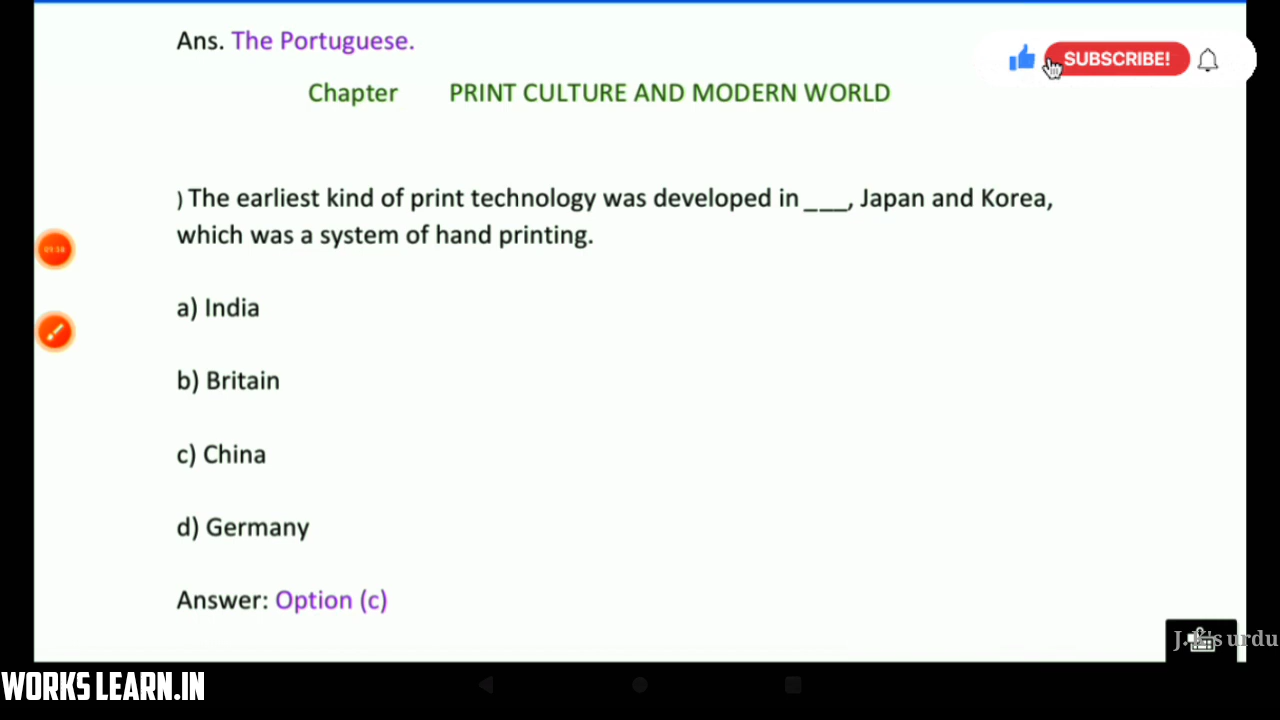 Ans. The Portuguese.
SUBSCRIBE!
Chapter PRINT CULTURE AND MODERN WORLD
) The earliest kind of print technology was developed in ___, Japan and Korea,
which was a system of hand printing.
a) India
b) Britain
c) China
d) Germany
Answer: Option (c)
urdu
WORKS LEARN.IN